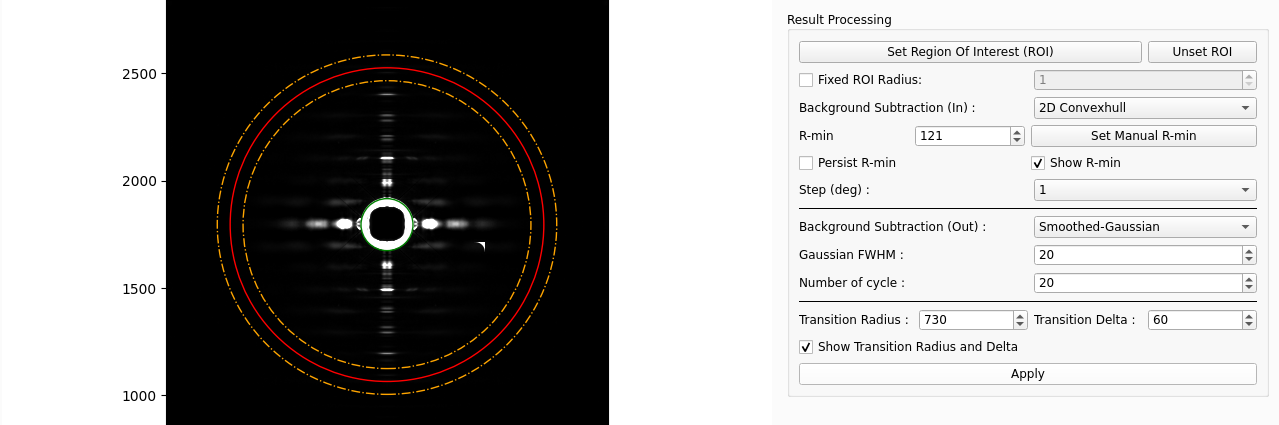 2500
2000
1500
1000
Result Processing
Set Region Of Interest (ROI) Unset ROI
Fixed ROI Radius: 1
Background Subtraction (In) : 2D Convexhull
R-min 121 Set Manual R-min
Persist R-min Show R-min
Step (deg) : 1
Background Subtraction (Out) : Smoothed-Gaussian
Gaussian FWHM : 20
Number of cycle : 20
Transition Radius : 730 Transition Delta : 60
Show Transition Radius and Delta
Apply